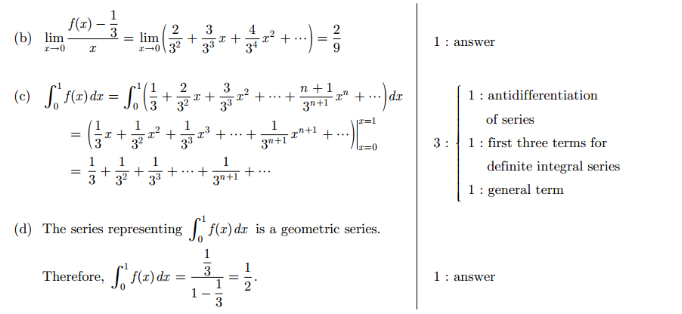 (b) lim_{x→0} (f(x) − 1/3)/x = lim_{x→0} (2/3² + 3/3³ x + 4/3⁴ x² + ⋯) = 2/9
1 : answer
(c) ∫₀¹ f(x) dx = ∫₀¹ (1/3 + 2/3² x + 3/3³ x² + ⋯ + (n + 1)/3ⁿ⁺¹ xⁿ + ⋯) dx
= (1/3 x + 1/3² x² + 1/3³ x³ + ⋯ + 1/3ⁿ⁺¹ xⁿ⁺¹ + ⋯)|_{x=0}^{x=1}
= 1/3 + 1/3² + 1/3³ + ⋯ + 1/3ⁿ⁺¹ + ⋯
3 : {
1 : antidifferentiation
of series
1 : first three terms for
definite integral series
1 : general term
(d) The series representing ∫₀¹ f(x) dx is a geometric series.
Therefore, ∫₀¹ f(x) dx = (1/3)/(1 − 1/3) = 1/2.
1 : answer